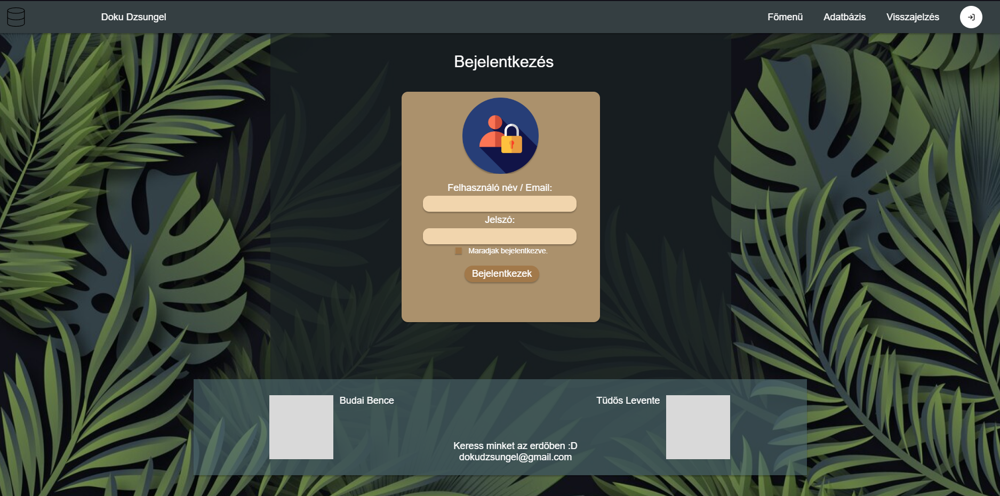 Doku Dzsungel
Főmenü
Adatbázis
Visszajelzés
Bejelentkezés
Felhasználó név / Email:
Jelszó:
Maradjak bejelentkezve.
Bejelentkezek
Budai Bence
Tüdős Levente
Keress minket az erdőben :D
dokudzsungel@gmail.com